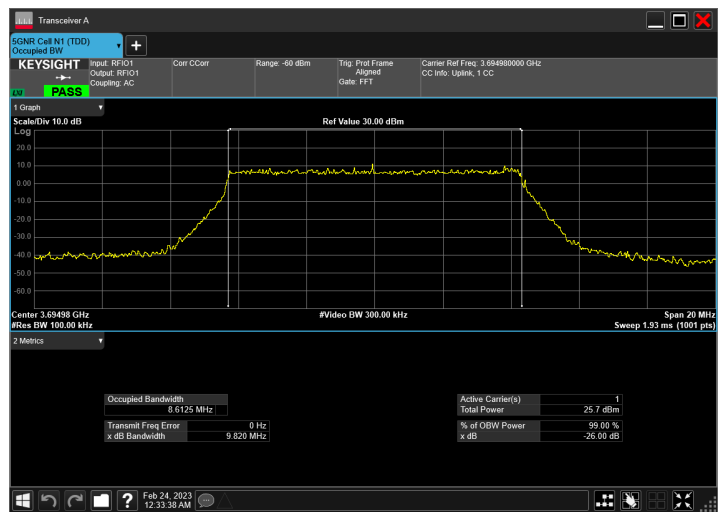 Transceiver A
5GNR Cell N1 (TDD)
Occupied BW
KEYSIGHT
Input: RFIO1
Output: RFIO1
Coupling: AC
Corr CCorr
Range: -60 dBm
Trig: Prot Frame
Aligned
Gate: FFT
Carrier Ref Freq: 3.694980000 GHz
CC Info: Uplink, 1 CC
LXI
PASS
1 Graph
Scale/Div 10.0 dB
Ref Value 30.00 dBm
Log
20.0
10.0
0.00
-10.0
-20.0
-30.0
-40.0
-50.0
-60.0
Center 3.69498 GHz
#Video BW 300.00 kHz
Span 20 MHz
#Res BW 100.00 kHz
Sweep 1.93 ms (1001 pts)
2 Metrics
Occupied Bandwidth
8.6125 MHz
Transmit Freq Error 0 Hz
x dB Bandwidth 9.820 MHz
Active Carrier(s) 1
Total Power 25.7 dBm
% of OBW Power 99.00 %
x dB -26.00 dB
?
Feb 24, 2023
12:33:38 AM